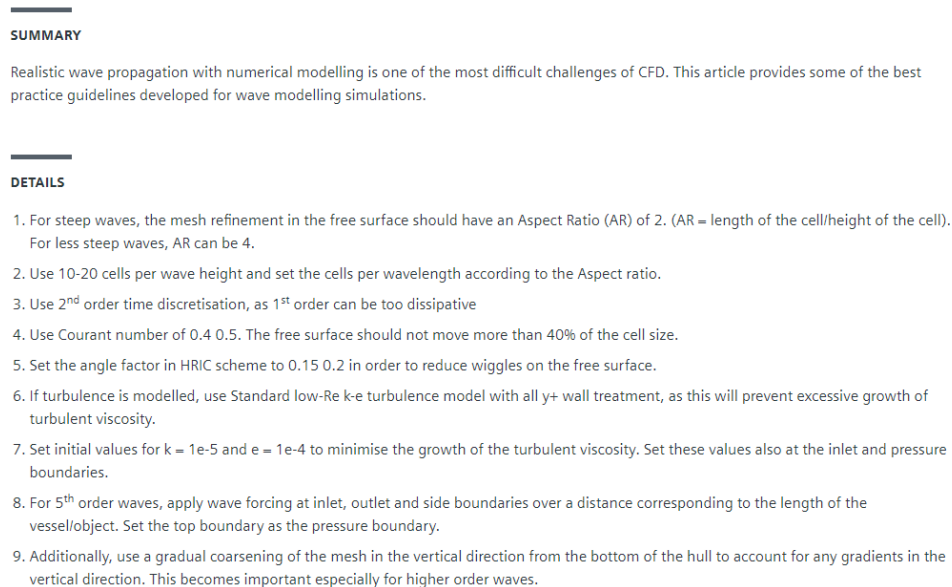 SUMMARY
Realistic wave propagation with numerical modelling is one of the most difficult challenges of CFD. This article provides some of the best
practice guidelines developed for wave modelling simulations.
DETAILS
1. For steep waves, the mesh refinement in the free surface should have an Aspect Ratio (AR) of 2. (AR = length of the cell/height of the cell).
For less steep waves, AR can be 4.
2. Use 10-20 cells per wave height and set the cells per wavelength according to the Aspect ratio.
3. Use 2nd order time discretisation, as 1st order can be too dissipative
4. Use Courant number of 0.4 0.5. The free surface should not move more than 40% of the cell size.
5. Set the angle factor in HRIC scheme to 0.15 0.2 in order to reduce wiggles on the free surface.
6. If turbulence is modelled, use Standard low-Re k-e turbulence model with all y+ wall treatment, as this will prevent excessive growth of
turbulent viscosity.
7. Set initial values for k = 1e-5 and e = 1e-4 to minimise the growth of the turbulent viscosity. Set these values also at the inlet and pressure
boundaries.
8. For 5th order waves, apply wave forcing at inlet, outlet and side boundaries over a distance corresponding to the length of the
vessel/object. Set the top boundary as the pressure boundary.
9. Additionally, use a gradual coarsening of the mesh in the vertical direction from the bottom of the hull to account for any gradients in the
vertical direction. This becomes important especially for higher order waves.